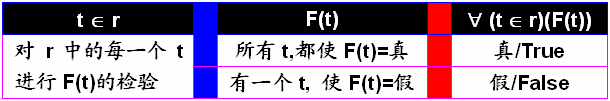 t ∈ r F(t) ∀ (t ∈ r)(F(t))
对 r 中的每一个 t 所有 t,都使 F(t)=真 真/True
进行 F(t)的检验 有一个 t, 使 F(t)=假 假/False